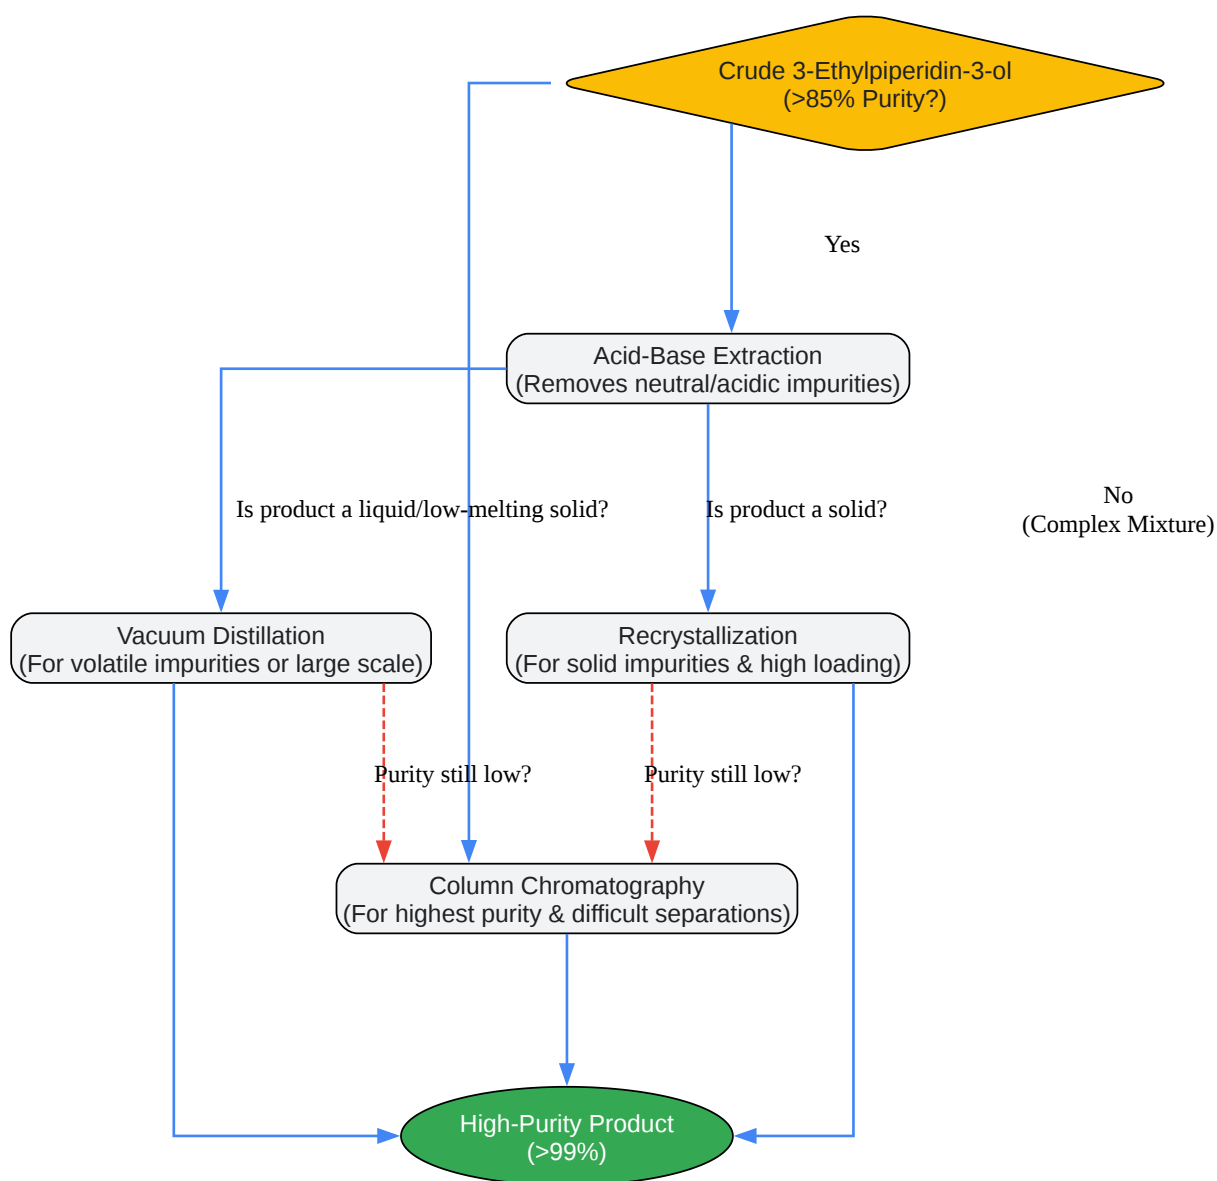 Crude 3-Ethylpiperidin-3-ol
(>85% Purity?)
Yes
Acid-Base Extraction
(Removes neutral/acidic impurities)
Is product a liquid/low-melting solid?
Is product a solid?
No
(Complex Mixture)
Vacuum Distillation
(For volatile impurities or large scale)
Recrystallization
(For solid impurities & high loading)
Purity still low?
Purity still low?
Column Chromatography
(For highest purity & difficult separations)
High-Purity Product
(>99%)